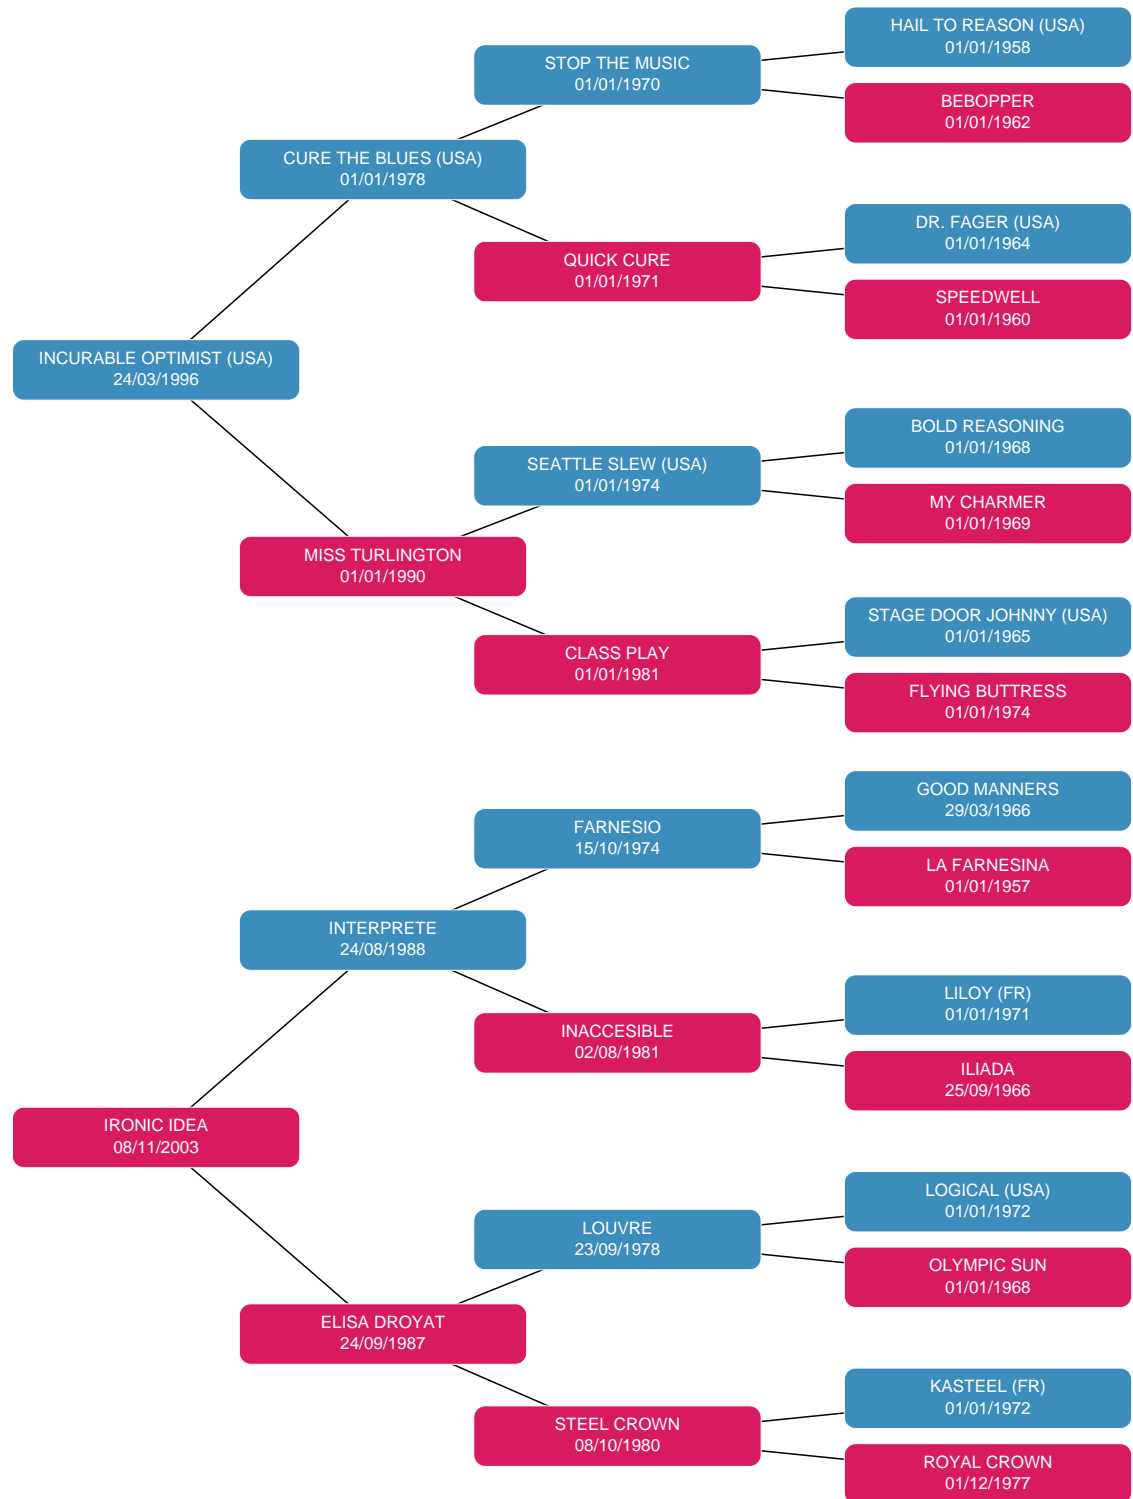 HAIL TO REASON (USA)
01/01/1958
STOP THE MUSIC
01/01/1970
BEBOPPER
01/01/1962
CURE THE BLUES (USA)
01/01/1978
DR. FAGER (USA)
01/01/1964
QUICK CURE
01/01/1971
SPEEDWELL
01/01/1960
INCURABLE OPTIMIST (USA)
24/03/1996
BOLD REASONING
01/01/1968
SEATTLE SLEW (USA)
01/01/1974
MY CHARMER
01/01/1969
MISS TURLINGTON
01/01/1990
STAGE DOOR JOHNNY (USA)
01/01/1965
CLASS PLAY
01/01/1981
FLYING BUTTRESS
01/01/1974
GOOD MANNERS
29/03/1966
FARNESIO
15/10/1974
LA FARNESINA
01/01/1957
INTERPRETE
24/08/1988
LILOY (FR)
01/01/1971
INACCESIBLE
02/08/1981
ILIADA
25/09/1966
IRONIC IDEA
08/11/2003
LOGICAL (USA)
01/01/1972
LOUVRE
23/09/1978
OLYMPIC SUN
01/01/1968
ELISA DROYAT
24/09/1987
KASTEEL (FR)
01/01/1972
STEEL CROWN
08/10/1980
ROYAL CROWN
01/12/1977